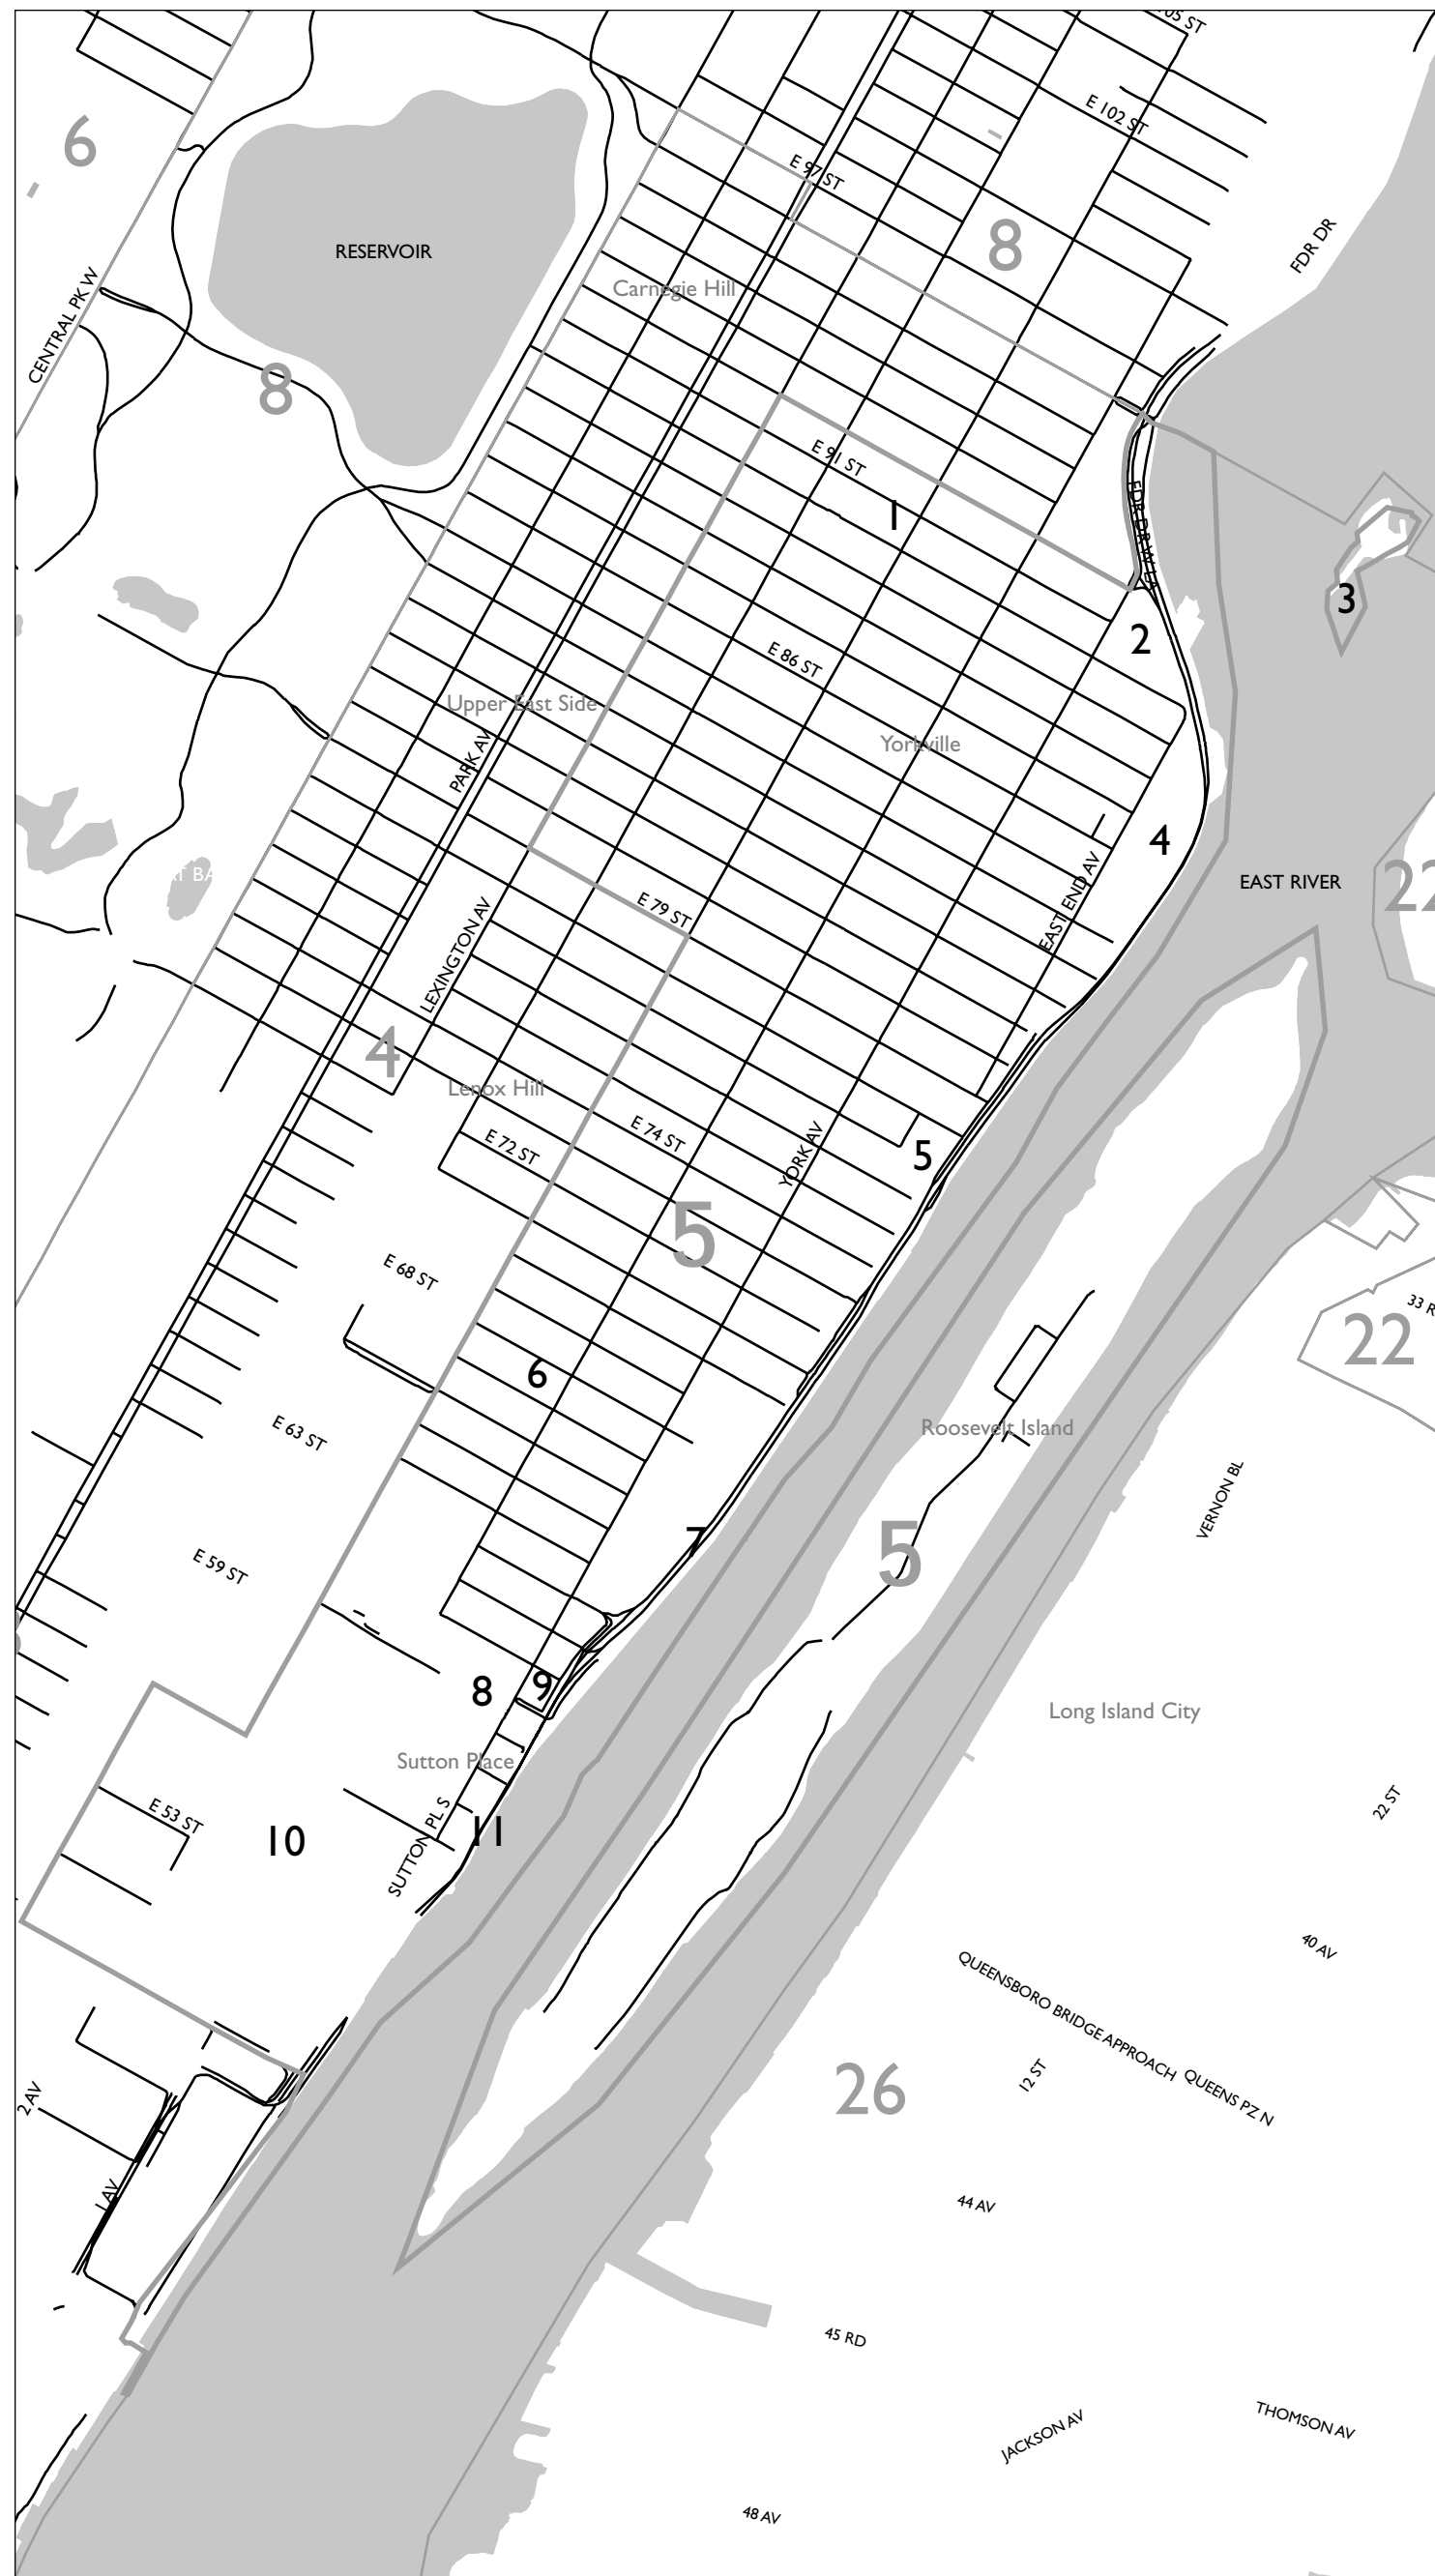 05 ST
E 102 ST
6
E 97 ST
8
FDR DR
RESERVOIR
Carnegie Hill
CENTRAL PK W
8
E 91 ST
1
FDR DR W LA
3
2
E 86 ST
Upper East Side
Yorkville
PARK AV
4
EAST END AV
EAST RIVER
22
E 79 ST
LEXINGTON AV
4
Lenox Hill
E 74 ST
E 72 ST
YORK AV
5
5
E 68 ST
33 R
22
6
E 63 ST
Roosevelt Island
VERNON BL
7
5
E 59 ST
8
9
Long Island City
Sutton Place
22 ST
E 53 ST
10
SUTTON PL S
11
40 AV
QUEENSBORO BRIDGE APPROACH
QUEENS PZ N
12 ST
26
2 AV
1 AV
44 AV
45 RD
JACKSON AV
THOMSON AV
48 AV